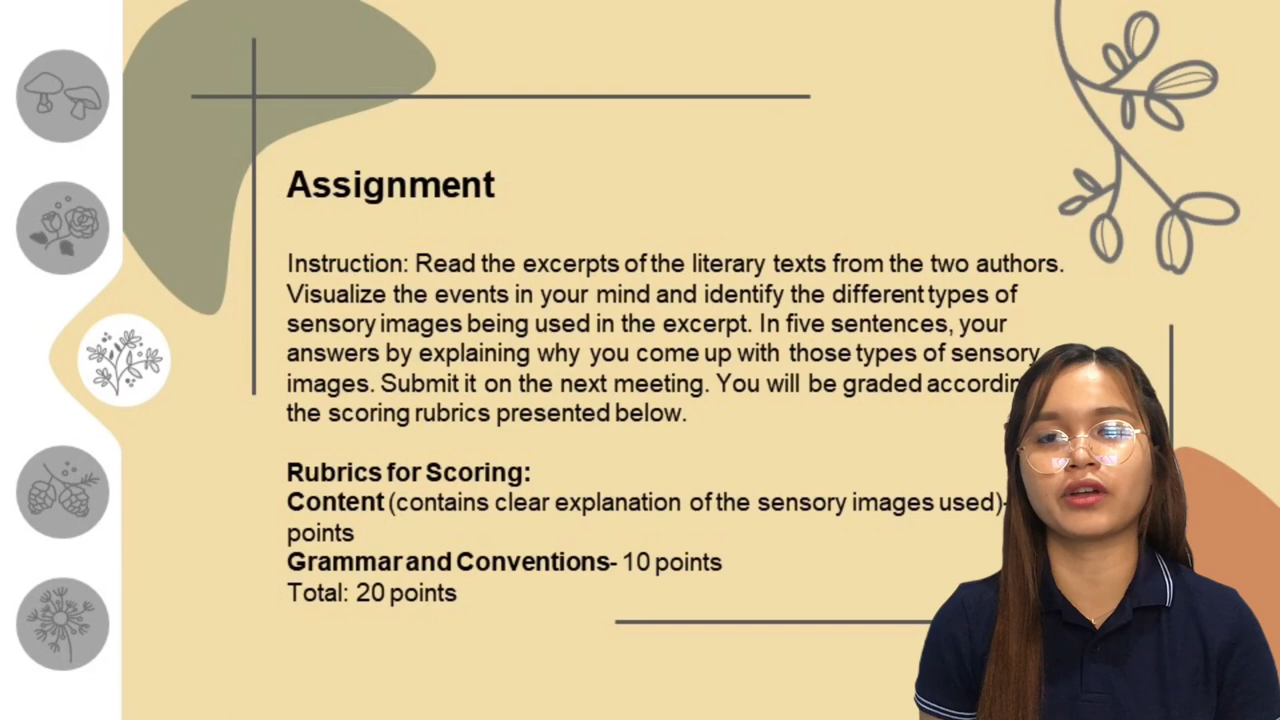 Assignment
Instruction: Read the excerpts of the literary texts from the two authors.
Visualize the events in your mind and identify the different types of
sensory images being used in the excerpt. In five sentences, your
answers by explaining why you come up with those types of sensory
images. Submit it on the next meeting. You will be graded
the scoring rubrics presented below.
Rubrics for Scoring:
Content (contains clear explanation of the sensory images used)-
points
Grammar and Conventions- 10 points
Total: 20 points